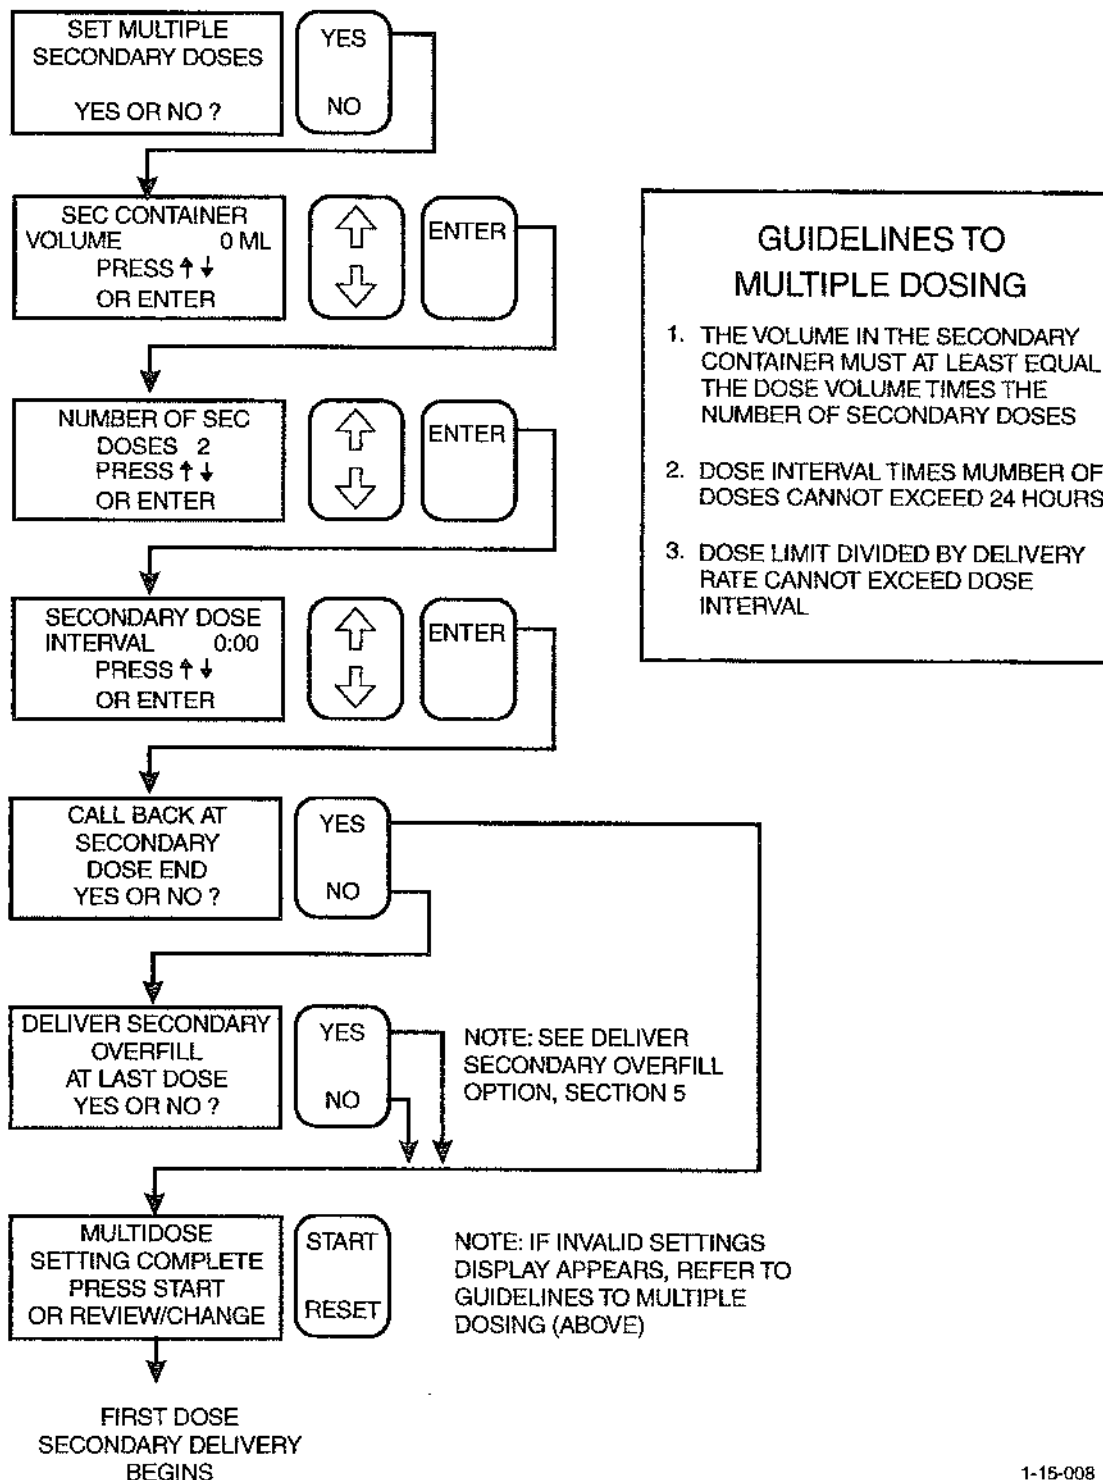 SET MULTIPLE
SECONDARY DOSES
YES OR NO ?
YES
NO
SEC CONTAINER
VOLUME 0 ML
PRESS ↑ ↓
OR ENTER
ENTER
NUMBER OF SEC
DOSES 2
PRESS ↑ ↓
OR ENTER
ENTER
SECONDARY DOSE
INTERVAL 0:00
PRESS ↑ ↓
OR ENTER
ENTER
CALL BACK AT
SECONDARY
DOSE END
YES OR NO ?
YES
NO
DELIVER SECONDARY
OVERFILL
AT LAST DOSE
YES OR NO ?
YES
NO
NOTE: SEE DELIVER
SECONDARY OVERFILL
OPTION, SECTION 5
MULTIDOSE
SETTING COMPLETE
PRESS START
OR REVIEW/CHANGE
START
RESET
NOTE: IF INVALID SETTINGS
DISPLAY APPEARS, REFER TO
GUIDELINES TO MULTIPLE
DOSING (ABOVE)
FIRST DOSE
SECONDARY DELIVERY
BEGINS
GUIDELINES TO
MULTIPLE DOSING
1. THE VOLUME IN THE SECONDARY
CONTAINER MUST AT LEAST EQUAL
THE DOSE VOLUME TIMES THE
NUMBER OF SECONDARY DOSES
2. DOSE INTERVAL TIMES MUMBER OF
DOSES CANNOT EXCEED 24 HOURS
3. DOSE LIMIT DIVIDED BY DELIVERY
RATE CANNOT EXCEED DOSE
INTERVAL
1-15-008